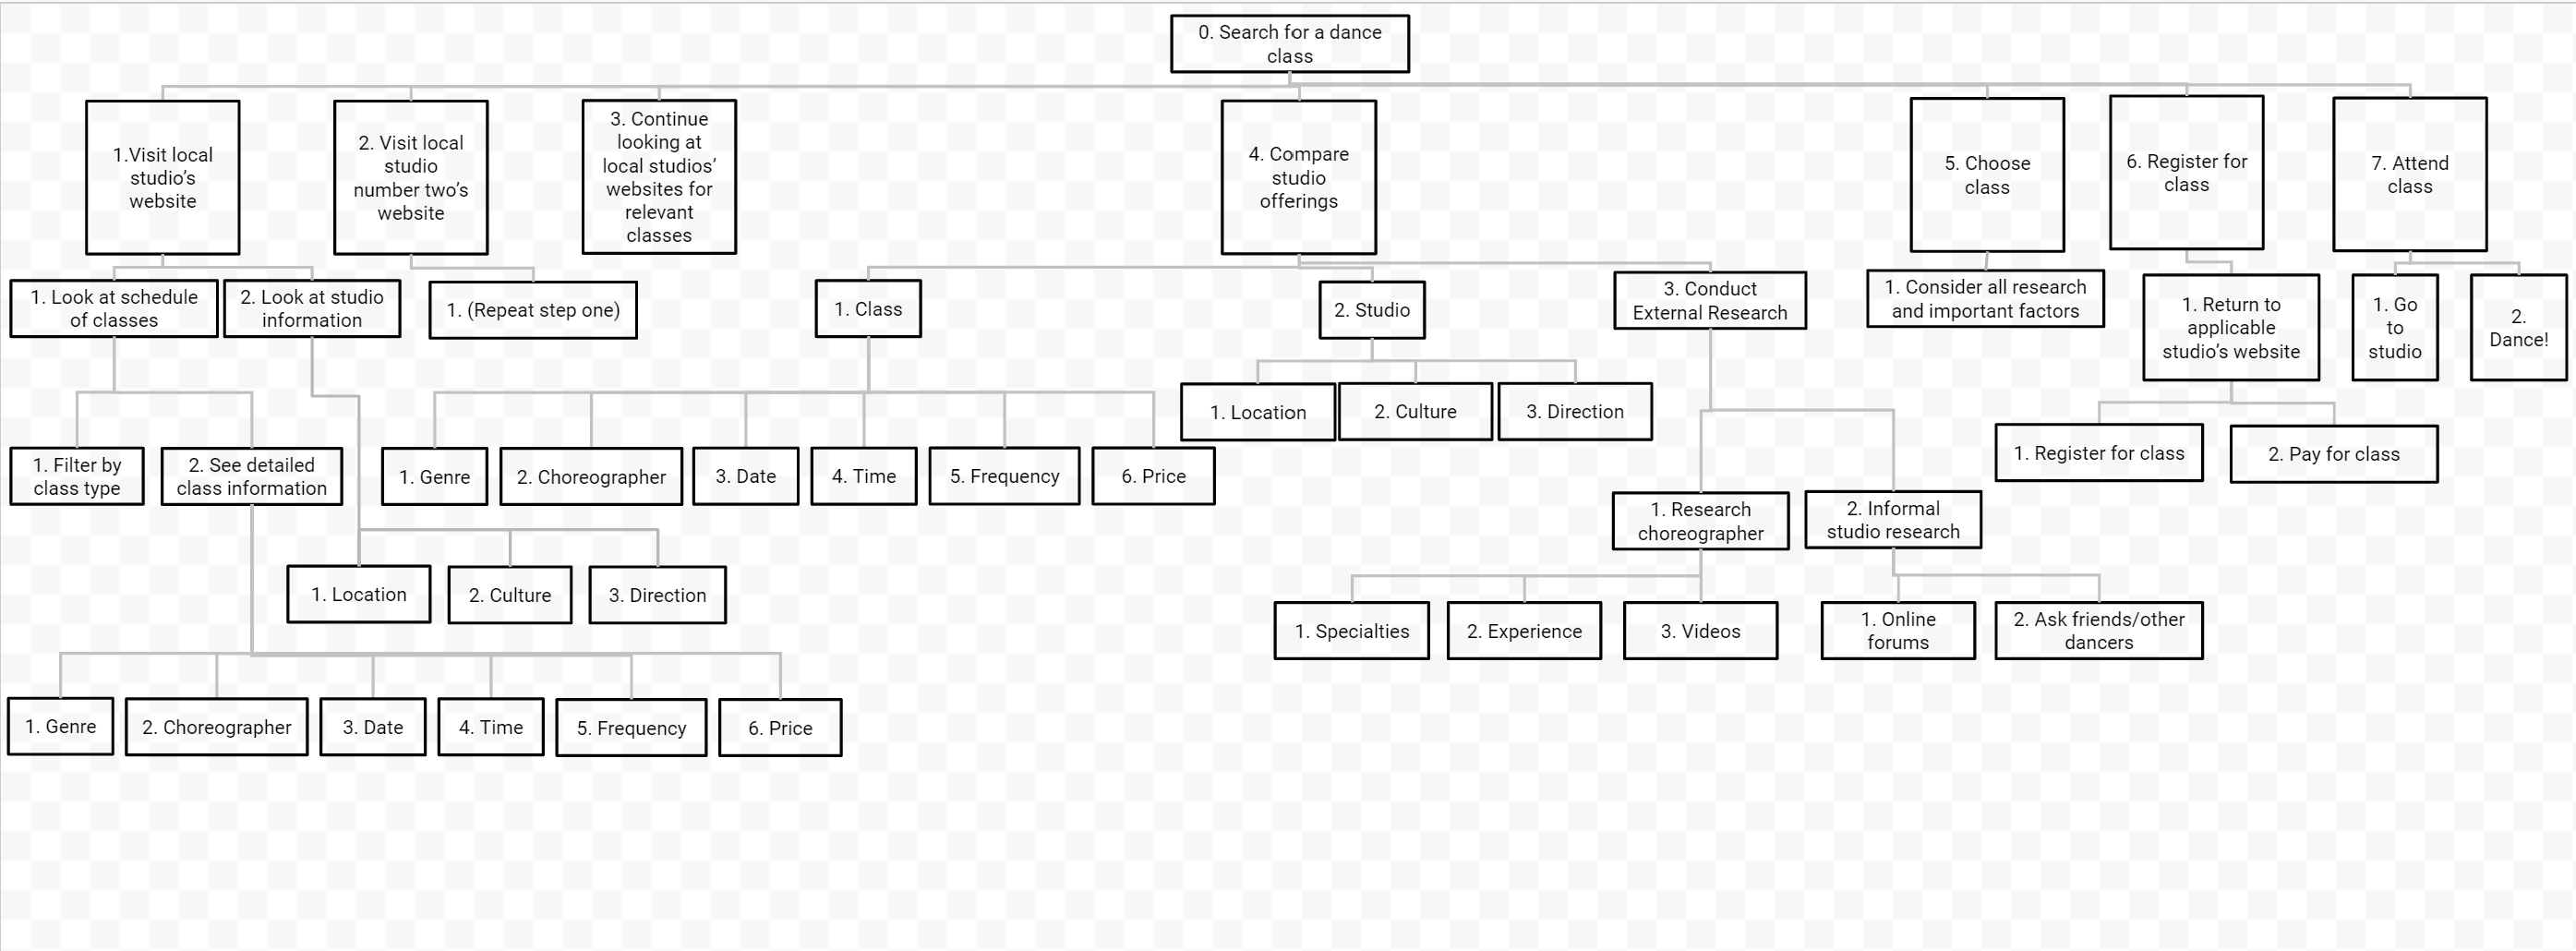 0. Search for a dance
class
1.Visit local
studio’s
website
2. Visit local
studio
number two’s
website
3. Continue
looking at
local studios’
websites for
relevant
classes
4. Compare
studio
offerings
5. Choose
class
6. Register for
class
7. Attend
class
1. Look at schedule
of classes
2. Look at studio
information
1. (Repeat step one)
1. Class
2. Studio
3. Conduct
External Research
1. Consider all research
and important factors
1. Return to
applicable
studio’s website
1. Go
to
studio
2.
Dance!
1. Location
2. Culture
3. Direction
1. Register for class
2. Pay for class
1. Filter by
class type
2. See detailed
class information
1. Genre
2. Choreographer
3. Date
4. Time
5. Frequency
6. Price
1. Research
choreographer
2. Informal
studio research
1. Location
2. Culture
3. Direction
1. Specialties
2. Experience
3. Videos
1. Online
forums
2. Ask friends/other
dancers
1. Genre
2. Choreographer
3. Date
4. Time
5. Frequency
6. Price